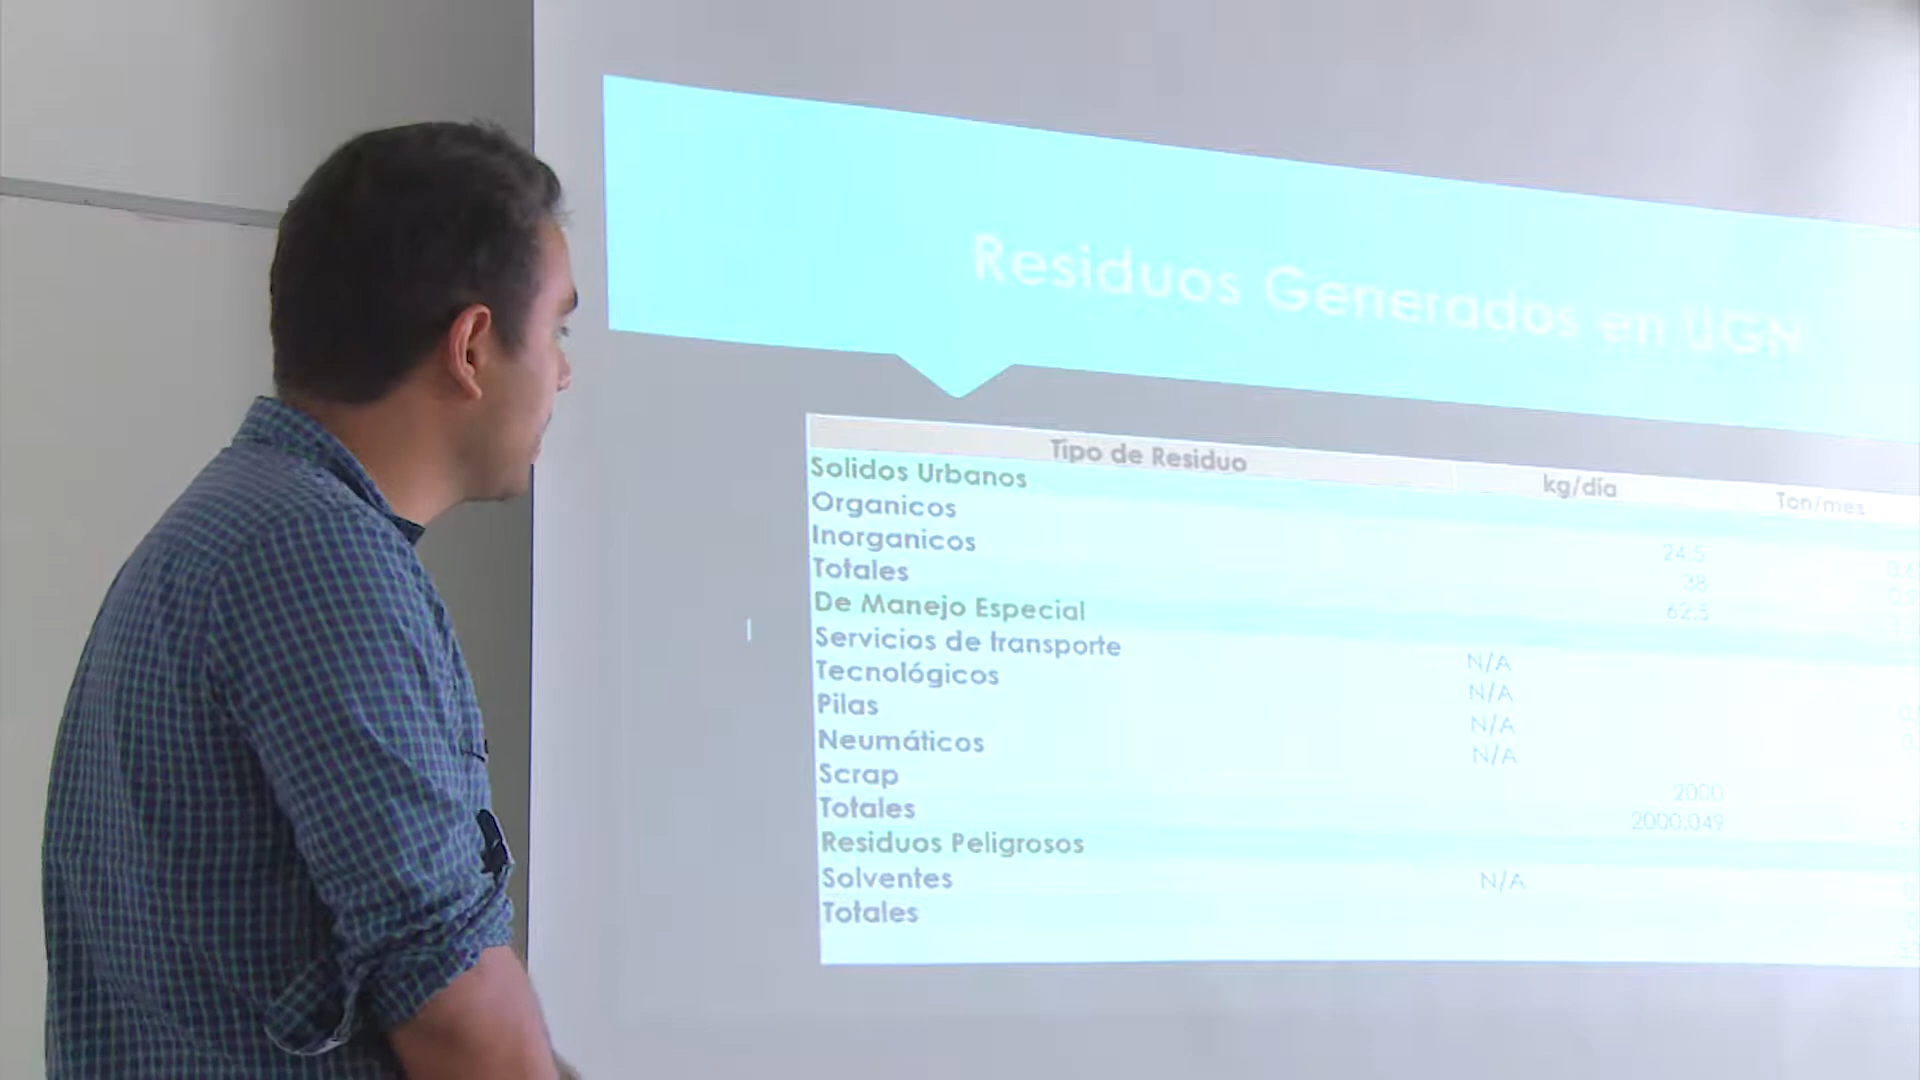 Residuos Generados en UGN
Tipo de Residuo kg/día Ton/mes
Solidos Urbanos
Organicos 24.5
Inorganicos 38
Totales 62.5
De Manejo Especial
Servicios de transporte N/A
Tecnológicos N/A
Pilas N/A
Neumáticos N/A
Scrap 2000
Totales 2000.049
Residuos Peligrosos
Solventes N/A
Totales